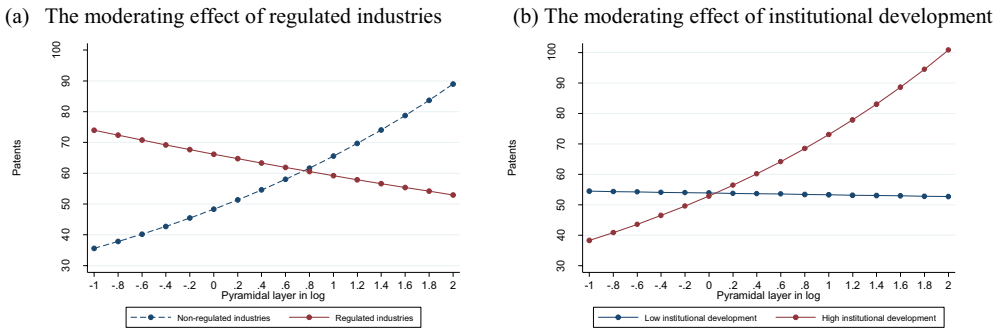 (a) The moderating effect of regulated industries
Patents
100
90
80
70
60
50
40
30
-1 -.8 -.6 -.4 -.2 0 .2 .4 .6 .8 1 1.2 1.4 1.6 1.8 2
Pyramidal layer in log
Non-regulated industries Regulated industries
(b) The moderating effect of institutional development
Patents
100
90
80
70
60
50
40
30
-1 -.8 -.6 -.4 -.2 0 .2 .4 .6 .8 1 1.2 1.4 1.6 1.8 2
Pyramidal layer in log
Low institutional development High institutional development